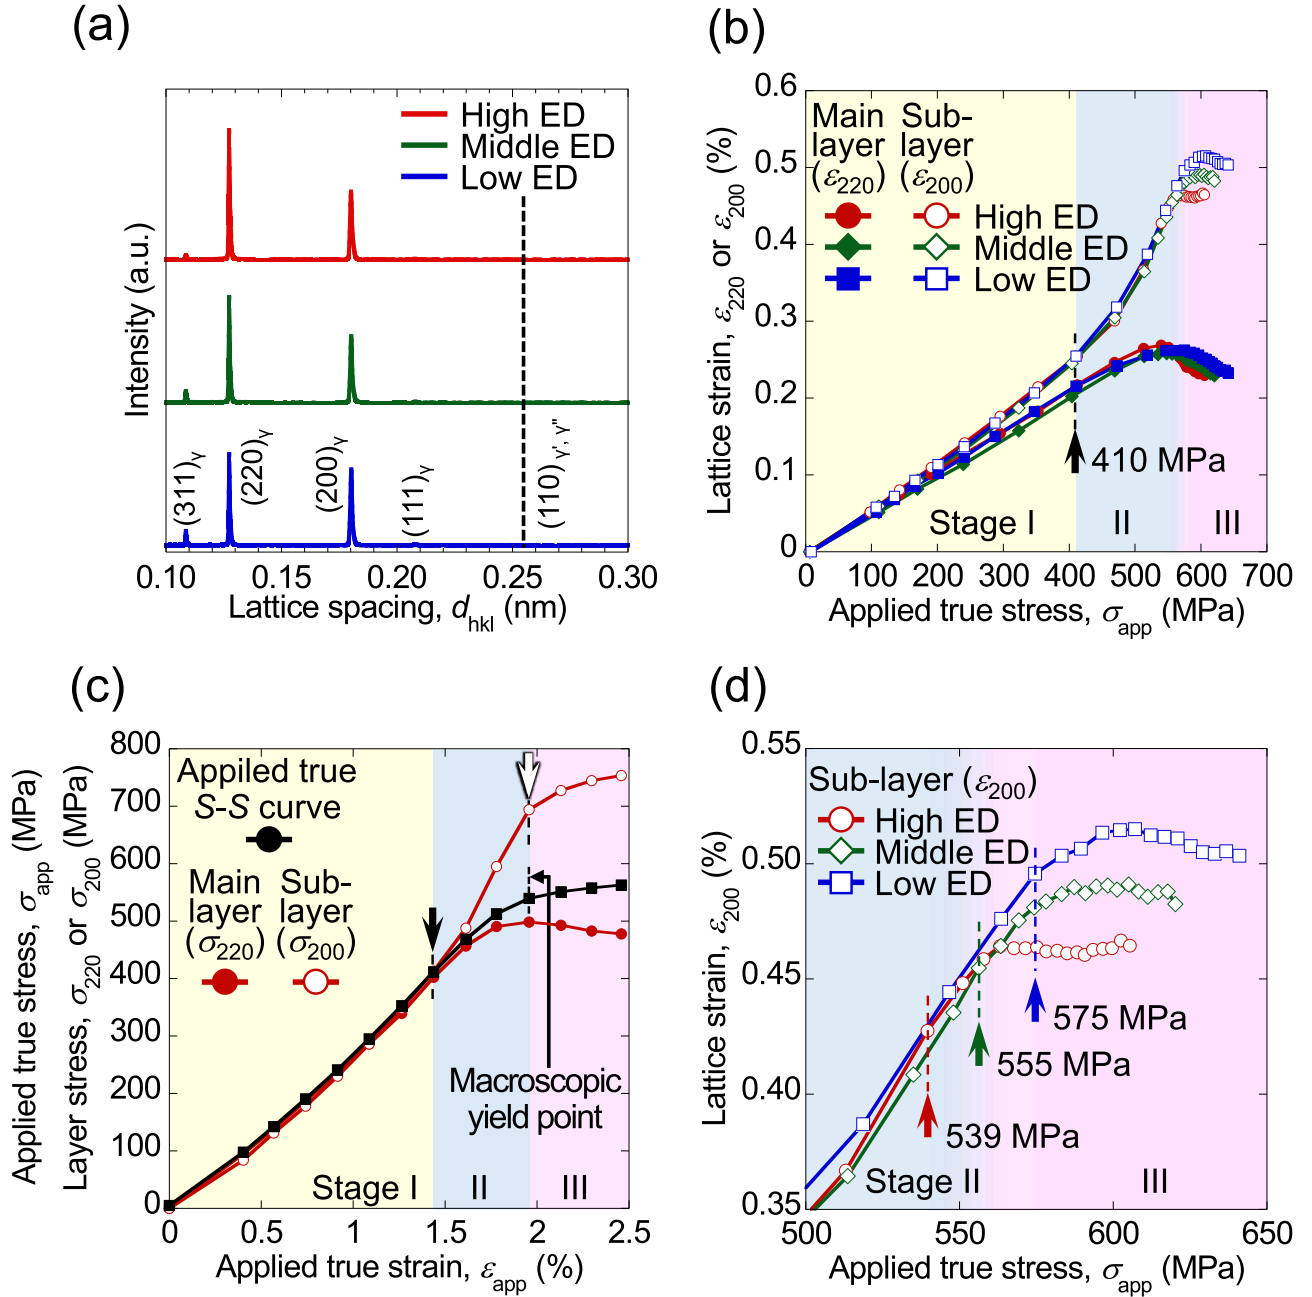 (a)
High ED
Middle ED
Low ED
Intensity (a.u.)
(311)γ
(220)γ
(200)γ
(111)γ
(110)γ', γ"
0.10 0.15 0.20 0.25 0.30
Lattice spacing, dhkl (nm)
(b)
0.6
0.5
0.4
0.3
0.2
0.1
0
Lattice strain, ε220 or ε200 (%)
Main Sub-
layer layer
(ε220) (ε200)
High ED
Middle ED
Low ED
410 MPa
Stage I II III
0 100 200 300 400 500 600 700
Applied true stress, σapp (MPa)
(c)
800
700
600
500
400
300
200
100
0
Applied true stress, σapp (MPa)
Layer stress, σ220 or σ200 (MPa)
Appiled true
S-S curve
Main Sub-
layer layer
(σ220) (σ200)
Macroscopic
yield point
Stage I II III
0 0.5 1 1.5 2 2.5
Applied true strain, εapp (%)
(d)
0.55
0.50
0.45
0.40
0.35
Lattice strain, ε200 (%)
Sub-layer (ε200)
High ED
Middle ED
Low ED
575 MPa
555 MPa
539 MPa
Stage II III
500 550 600 650
Applied true stress, σapp (MPa)